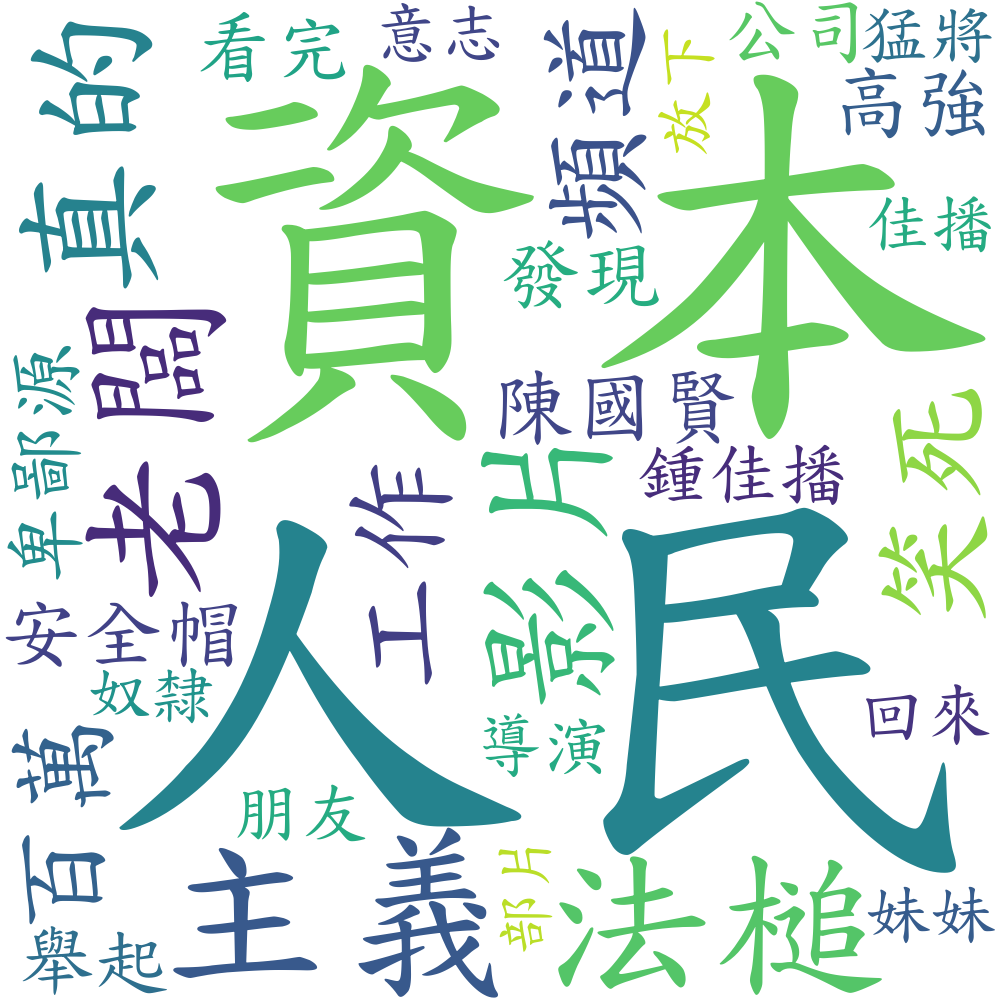 真的
看完
意志
頻道
放下
公司
猛將
高強
資本
佳播
發現
老闆
卑鄙源
陳國賢
鍾佳播
笑死
工作
影片
人民
安全帽
奴隸
回來
導演
百萬
朋友
主義
部片
法槌
妹妹
舉起